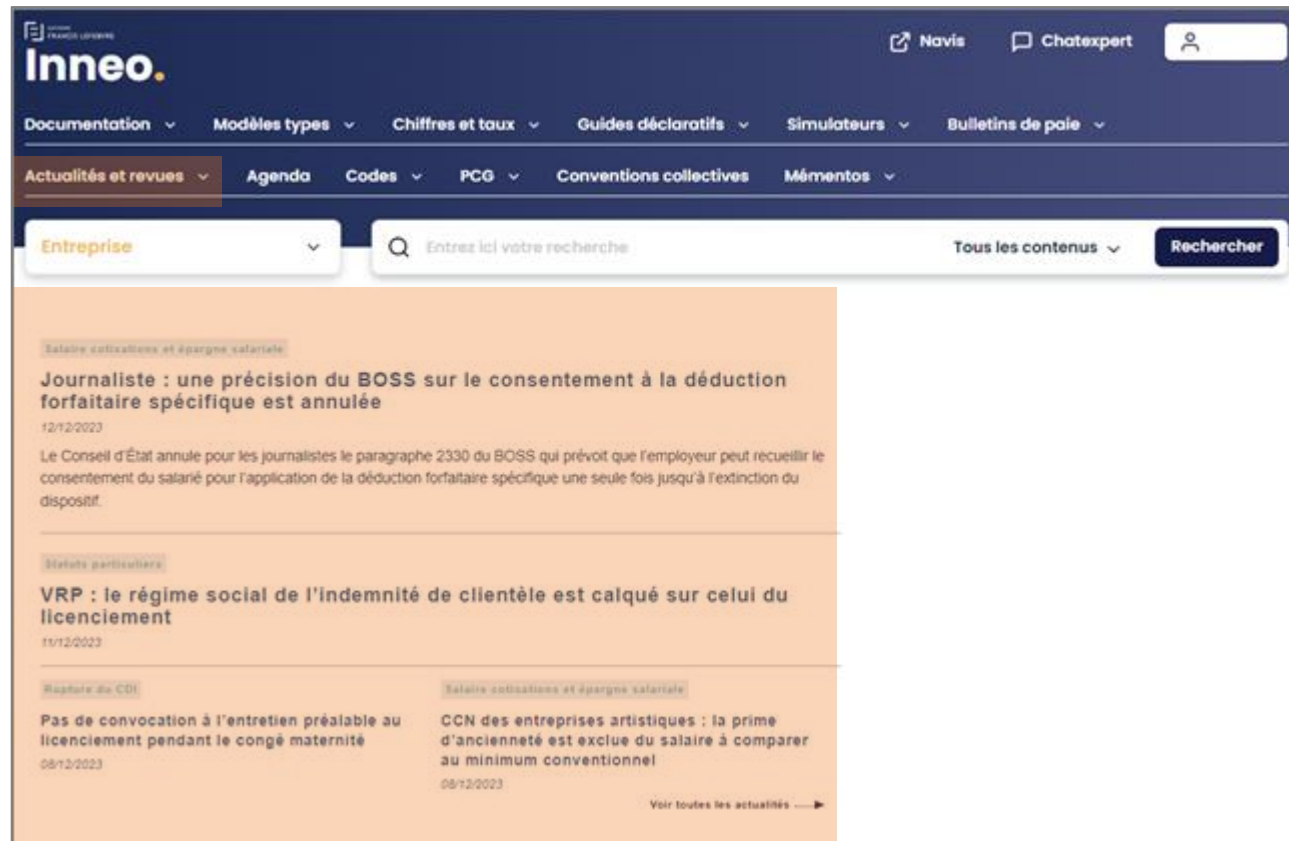 EDITIONS
FRANCIS LEFEBVRE
Inneo.
Navis Chatexpert
Documentation Modèles types Chiffres et taux Guides déclaratifs Simulateurs Bulletins de paie
Actualités et revues Agenda Codes PCG Conventions collectives Mémentos
Entreprise Entrez ici votre recherche Tous les contenus Rechercher
Salaire cotisations et épargne salariale
Journaliste : une précision du BOSS sur le consentement à la déduction
forfaitaire spécifique est annulée
12/12/2023
Le Conseil d'État annule pour les journalistes le paragraphe 2330 du BOSS qui prévoit que l'employeur peut recueillir le
consentement du salarié pour l'application de la déduction forfaitaire spécifique une seule fois jusqu'à l'extinction du
dispositif.
Statuts particuliers
VRP : le régime social de l'indemnité de clientèle est calqué sur celui du
licenciement
11/12/2023
Rupture du CDI
Pas de convocation à l'entretien préalable au
licenciement pendant le congé maternité
08/12/2023
Salaire cotisations et épargne salariale
CCN des entreprises artistiques : la prime
d'ancienneté est exclue du salaire à comparer
au minimum conventionnel
08/12/2023
Voir toutes les actualités